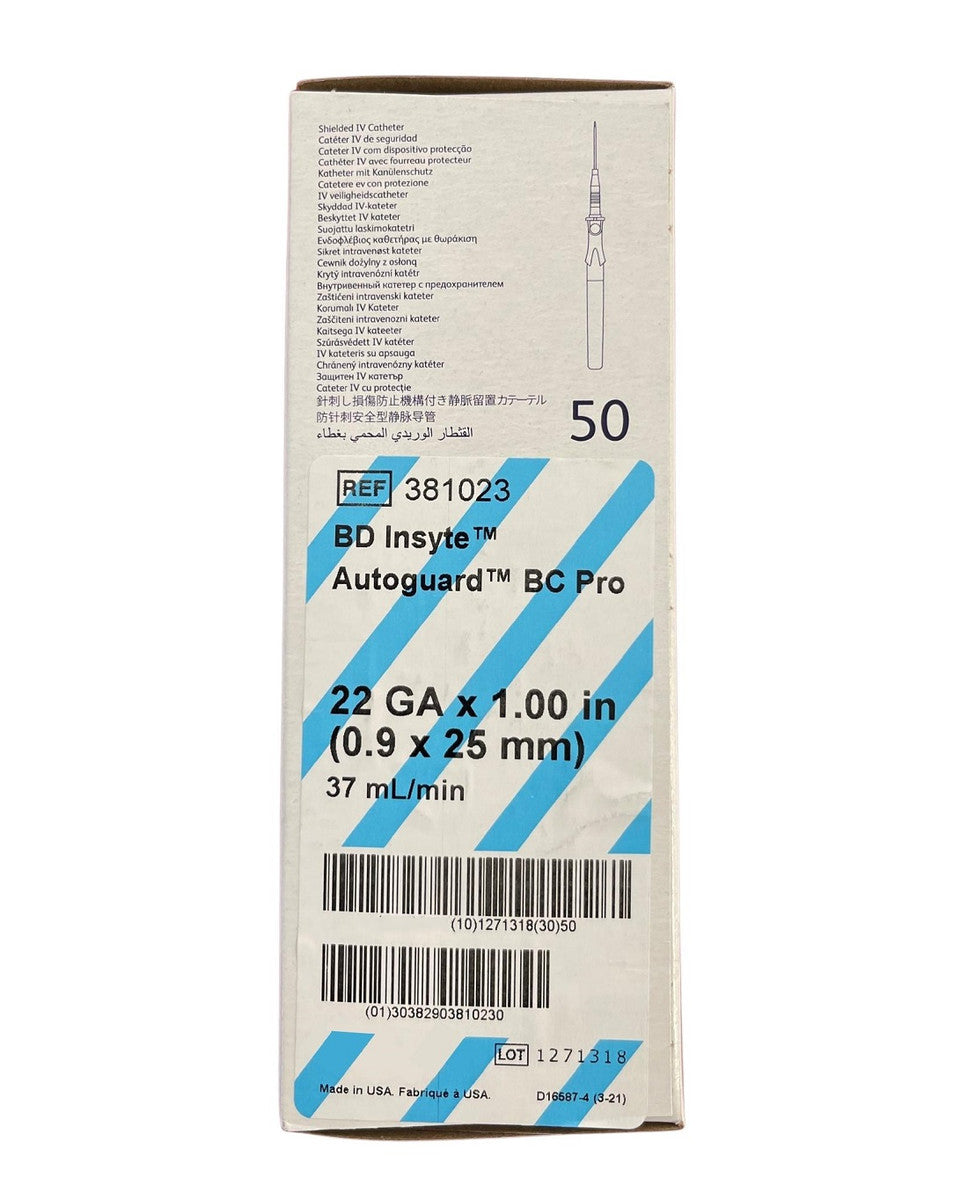 Shielded IV Catheter
Catéter IV de seguridad
Cateter IV com dispositivo protecção
Cathéter IV avec fourreau protecteur
Katheter mit Kanülenschutz
Catetere ev con protezione
IV veiligheidscatheter
Skyddad IV-kateter
Beskyttet IV kateter
Suojattu laskimokatetri
Ενδοφλέβιος καθετήρας με θωράκιση
Sikret intravenøst kateter
Cewnik dożylny z osłoną
Krytý intravenózní katétr
Внутривенный катетер с предохранителем
Zaštićeni intravenski kateter
Korumalı IV Kateter
Zaščiteni intravenozni kateter
Kaitsega IV kateeter
Szúrásvédett IV katéter
IV kateteris su apsauga
Chránený intravenózny katéter
Защитен IV катетър
Cateter IV cu protecţie
針刺し損傷防止機構付き静脈留置カテーテル
防针刺安全型静脉导管
القثطار الوريدي المحمي بغطاء
50
REF 381023
BD Insyte™
Autoguard™ BC Pro
22 GA x 1.00 in
(0.9 x 25 mm)
37 mL/min
(10)1271318(30)50
(01)30382903810230
LOT 1271318
Made in USA. Fabriqué à USA.
D16587-4 (3-21)